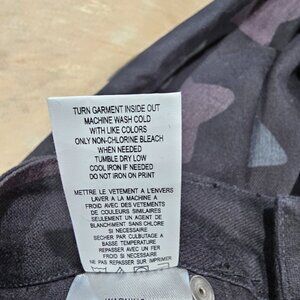 TURN GARMENT INSIDE OUT
MACHINE WASH COLD
WITH LIKE COLORS
ONLY NON-CHLORINE BLEACH
WHEN NEEDED
TUMBLE DRY LOW
COOL IRON IF NEEDED
DO NOT IRON ON PRINT
METTRE LE VETEMENT A L'ENVERS
LAVER A LA MACHINE A
FROID AVEC DES VETEMENTS
DE COULEURS SIMILAIRES
SEULEMENT UN AGENT DE
BLANCHIMENT SANS CHLORE
SI NECESSAIRE
SECHER PAR CULBUTAGE A
BASSE TEMPERATURE
REPASSER AVEC UN FER
FROID SI NECESSAIRE
NE PAS REPASSER SUR IMPRIME